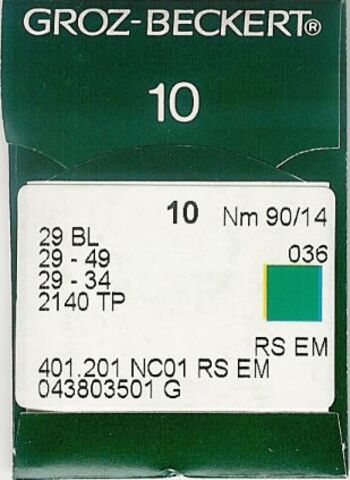 GROZ-BECKERT®
10
10 Nm 90/14
29 BL
036
29 - 49
29 - 34
2140 TP
RS EM
401.201 NC01 RS EM
043803501 G